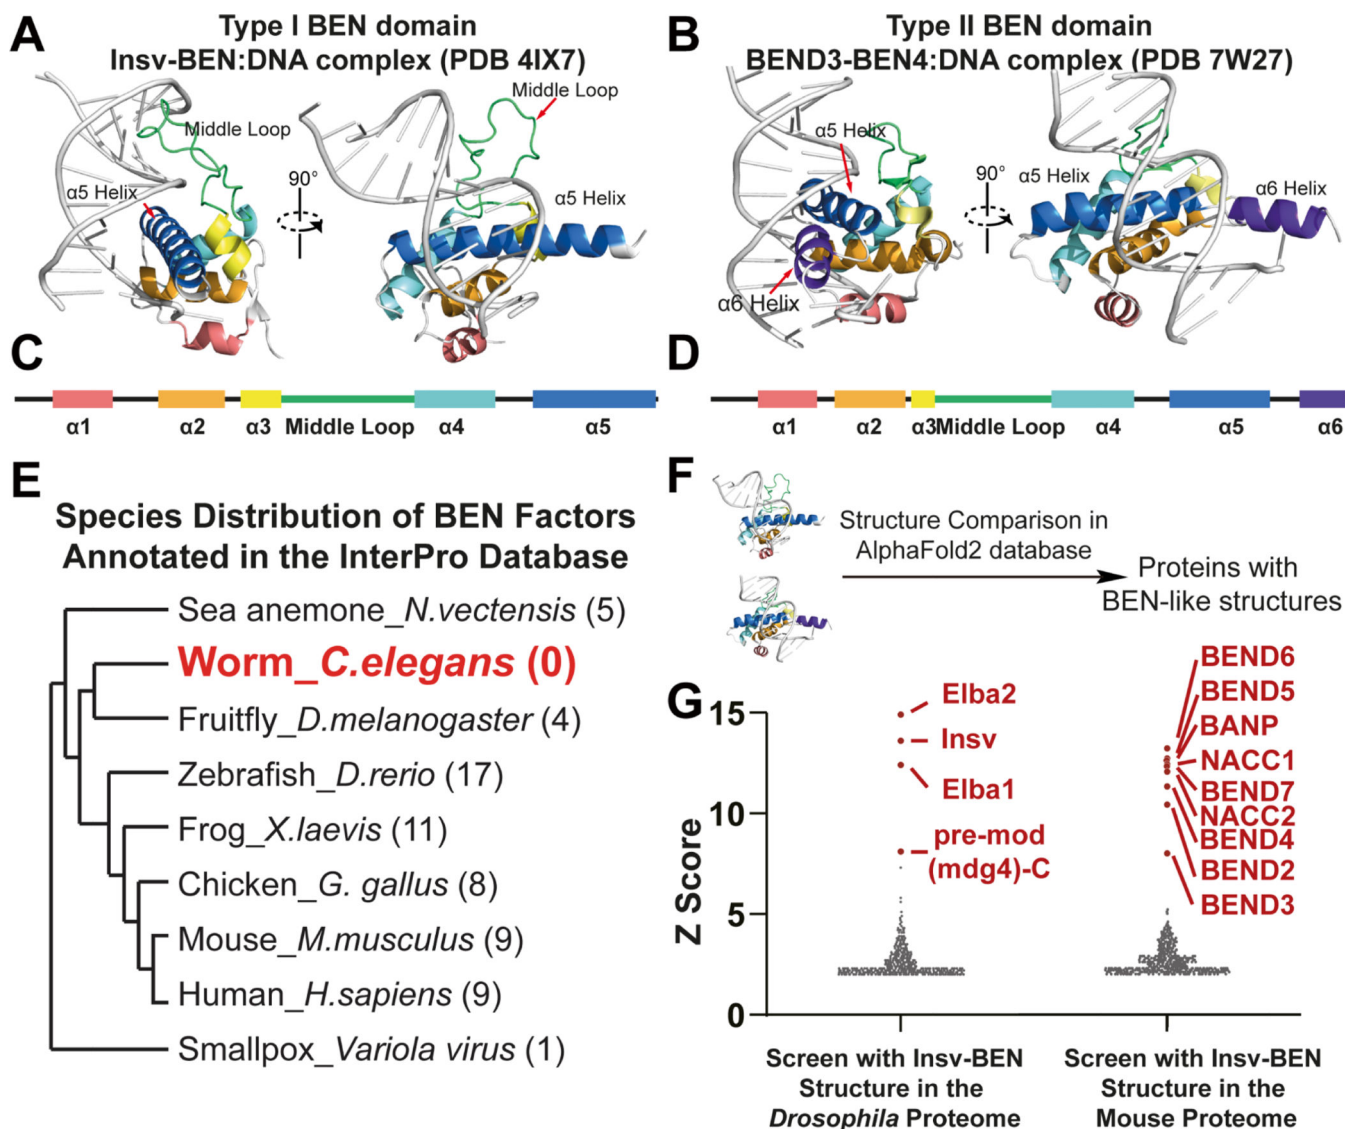 A
Type I BEN domain
Insv-BEN:DNA complex (PDB 4IX7)
Middle Loop
α5 Helix
90°
Middle Loop
α5 Helix
B
Type II BEN domain
BEND3-BEN4:DNA complex (PDB 7W27)
α5 Helix
α6 Helix
90°
α5 Helix
α6 Helix
C
α1 α2 α3 Middle Loop α4 α5
D
α1 α2 α3 Middle Loop α4 α5 α6
E
Species Distribution of BEN Factors
Annotated in the InterPro Database
Sea anemone_N.vectensis (5)
Worm_C.elegans (0)
Fruitfly_D.melanogaster (4)
Zebrafish_D.rerio (17)
Frog_X.laevis (11)
Chicken_G. gallus (8)
Mouse_M.musculus (9)
Human_H.sapiens (9)
Smallpox_Variola virus (1)
F
Structure Comparison in
AlphaFold2 database
Proteins with
BEN-like structures
G
Z Score
15
10
5
0
Elba2
Insv
Elba1
pre-mod
(mdg4)-C
BEND6
BEND5
BANP
NACC1
BEND7
NACC2
BEND4
BEND2
BEND3
Screen with Insv-BEN
Structure in the
Drosophila Proteome
Screen with Insv-BEN
Structure in the
Mouse Proteome